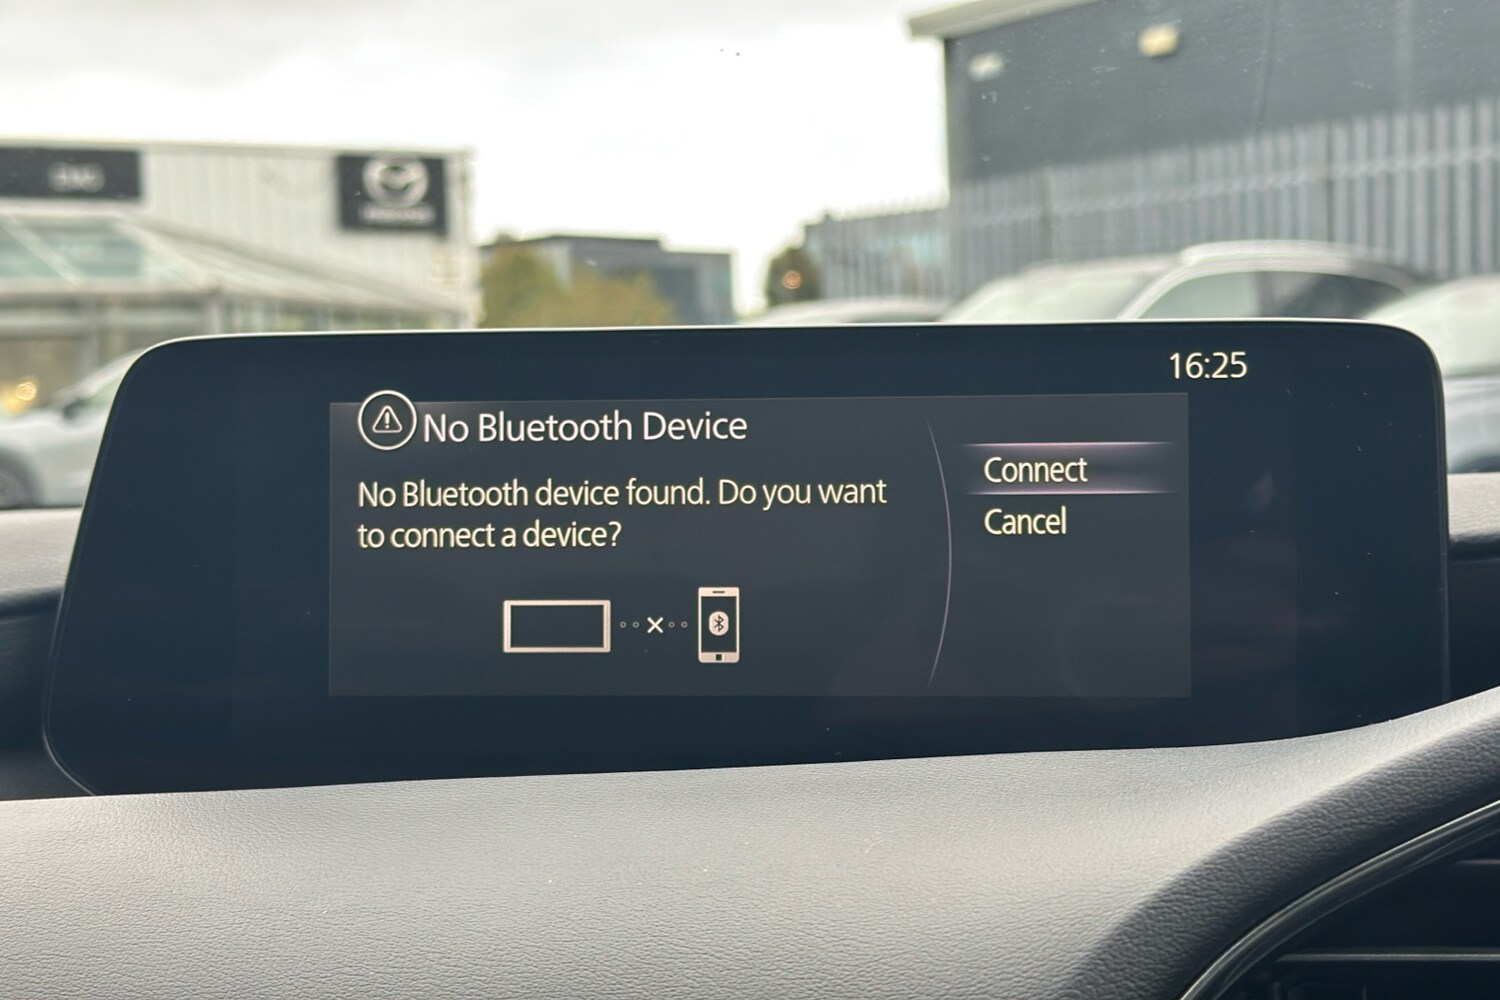 16:25
No Bluetooth Device
No Bluetooth device found. Do you want
to connect a device?
Connect
Cancel